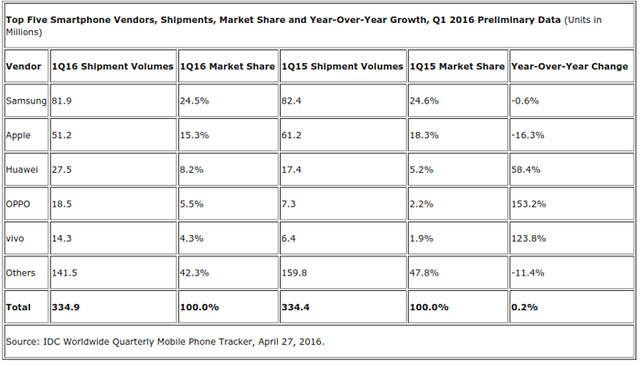 Top Five Smartphone Vendors, Shipments, Market Share and Year-Over-Year Growth, Q1 2016 Preliminary Data (Units in
Millions)
Vendor 1Q16 Shipment Volumes 1Q16 Market Share 1Q15 Shipment Volumes 1Q15 Market Share Year-Over-Year Change
Samsung 81.9 24.5% 82.4 24.6% -0.6%
Apple 51.2 15.3% 61.2 18.3% -16.3%
Huawei 27.5 8.2% 17.4 5.2% 58.4%
OPPO 18.5 5.5% 7.3 2.2% 153.2%
vivo 14.3 4.3% 6.4 1.9% 123.8%
Others 141.5 42.3% 159.8 47.8% -11.4%
Total 334.9 100.0% 334.4 100.0% 0.2%
Source: IDC Worldwide Quarterly Mobile Phone Tracker, April 27, 2016.